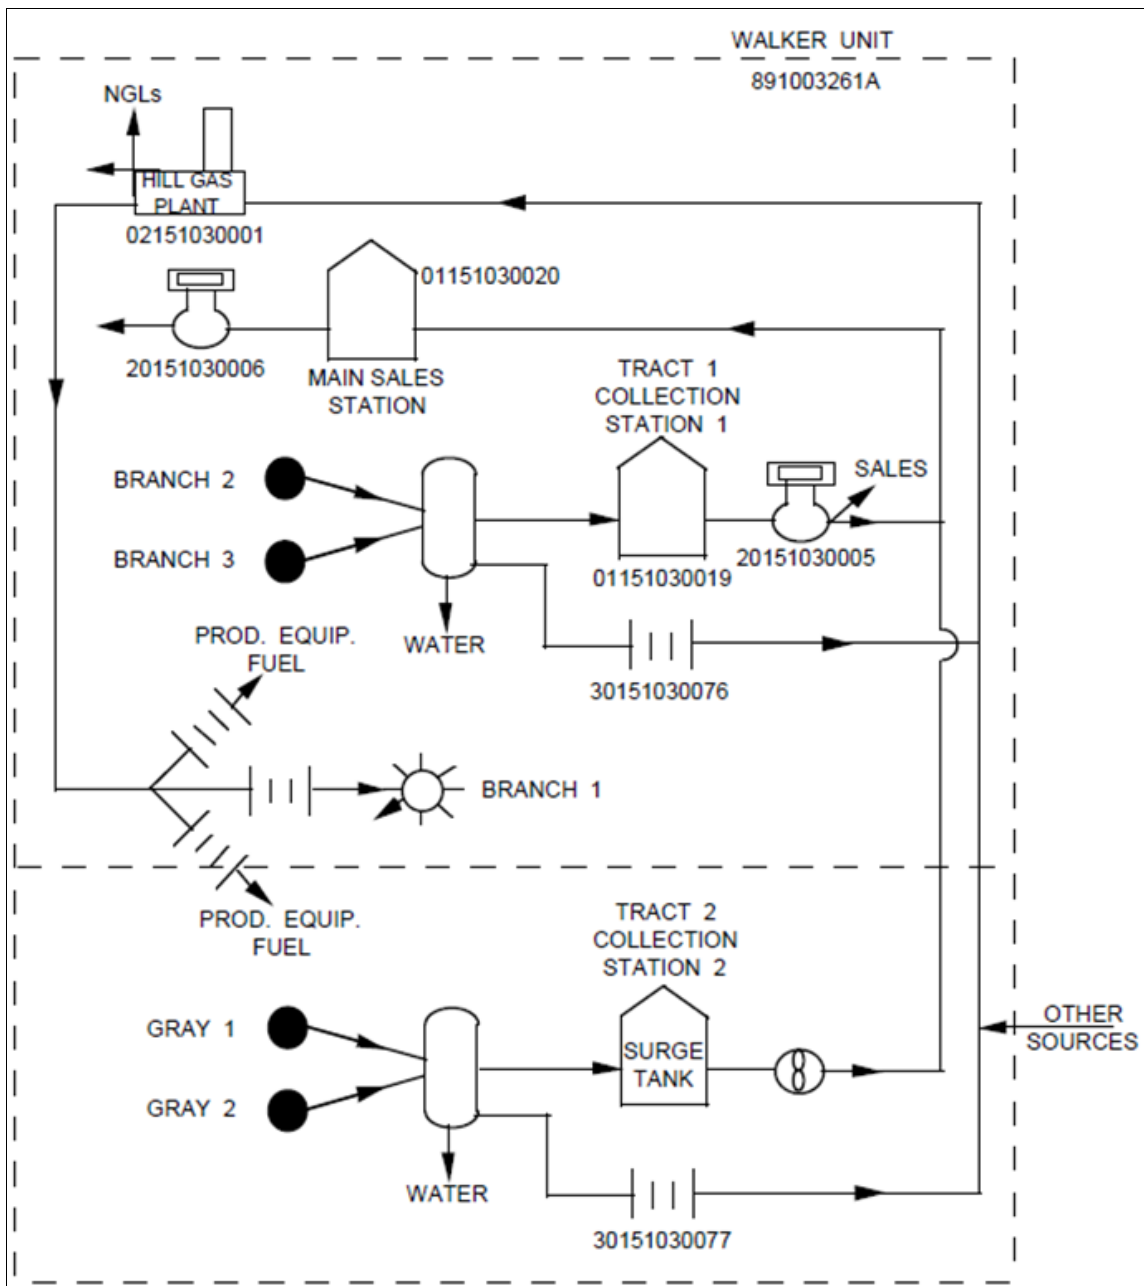 WALKER UNIT
891003261A
NGLs
HILL GAS
PLANT
02151030001
01151030020
20151030006
MAIN SALES
STATION
TRACT 1
COLLECTION
STATION 1
BRANCH 2
SALES
BRANCH 3
20151030005
01151030019
WATER
PROD. EQUIP.
FUEL
30151030076
BRANCH 1
PROD. EQUIP.
FUEL
TRACT 2
COLLECTION
STATION 2
GRAY 1
OTHER
SOURCES
SURGE
TANK
GRAY 2
WATER
30151030077